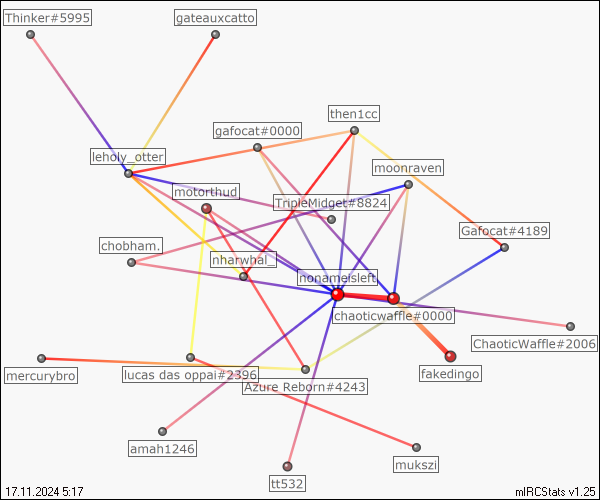 Thinker#5995
gateauxcatto
then1cc
gafocat#0000
leholy_otter
moonraven
motorthud
TripleMidget#8824
Gafocat#4189
chobham.
nharwhal_
nonameisleft
chaoticwaffle#0000
ChaoticWaffle#2006
mercurybro
lucas das oppai#2396
fakedingo
Azure Reborn#4243
amah1246
mukszi
tt532
17.11.2024 5:17
mIRCStats v1.25